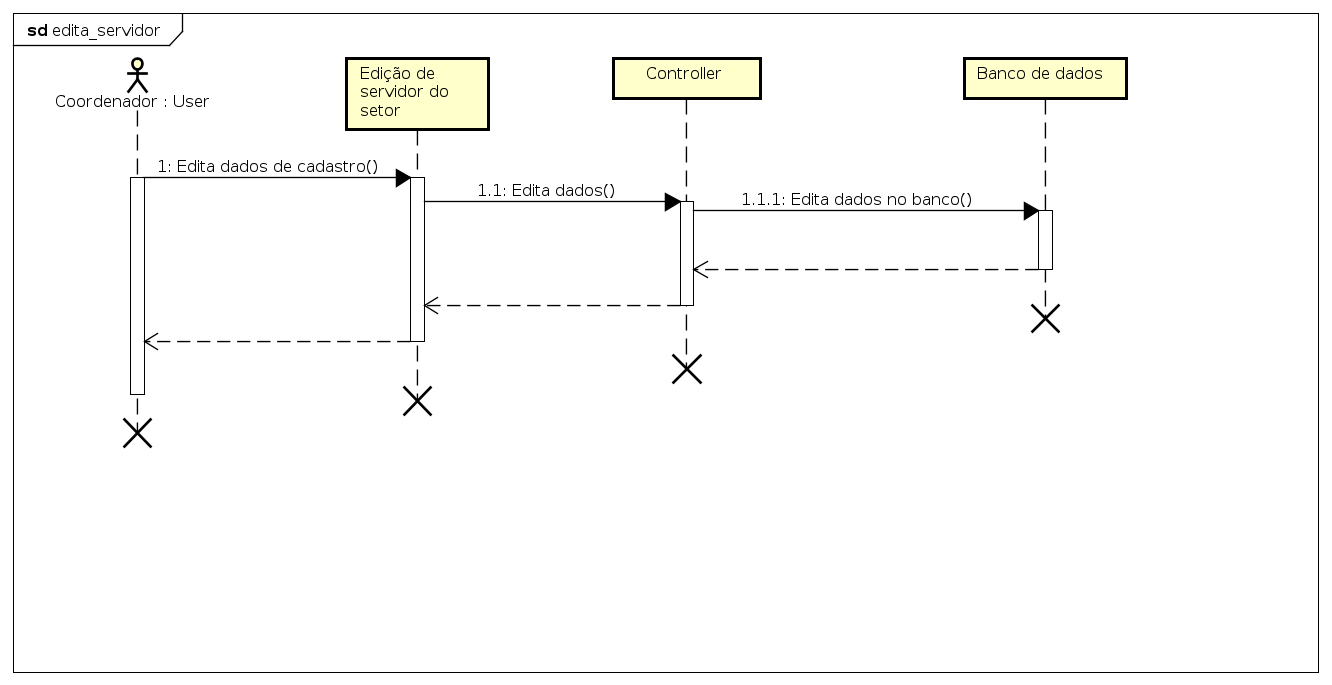 sd edita_servidor
Coordenador : User
Edição de
servidor do
setor
Controller
Banco de dados
1: Edita dados de cadastro()
1.1: Edita dados()
1.1.1: Edita dados no banco()